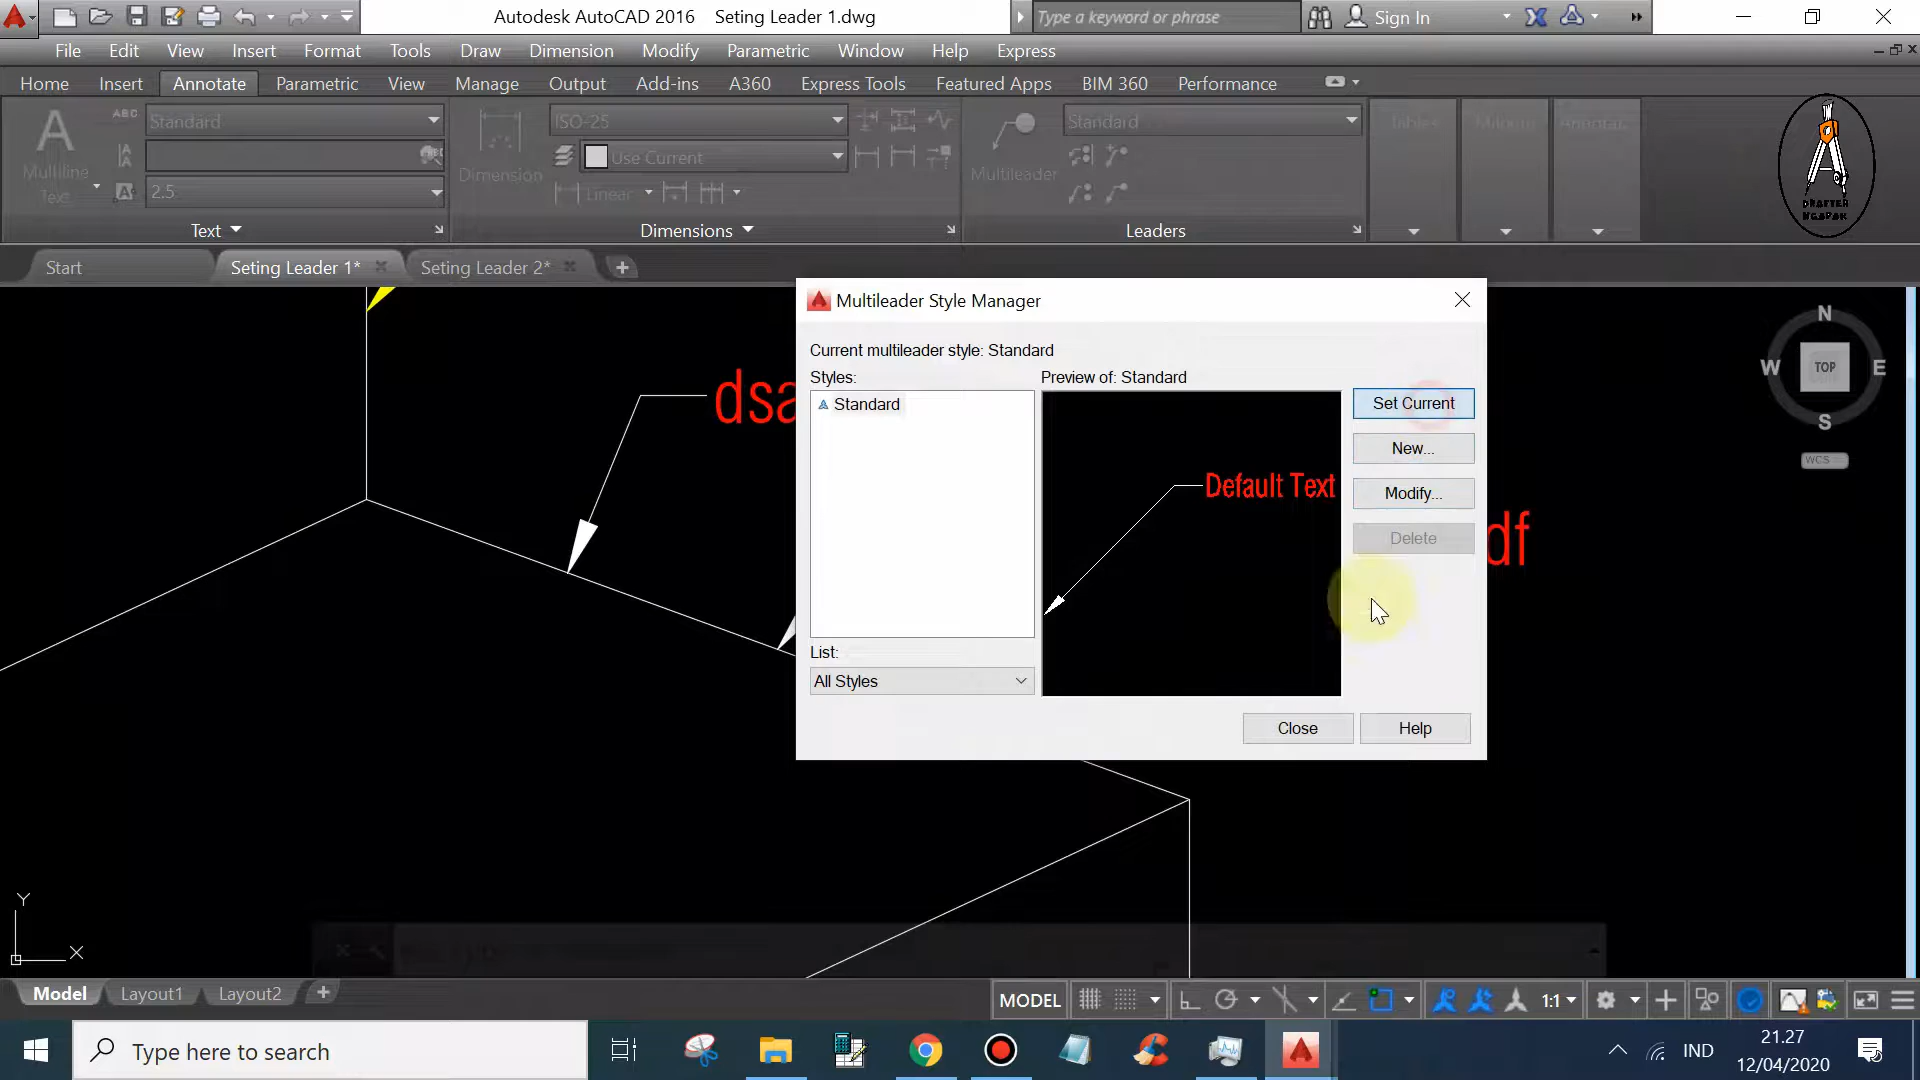 Autodesk AutoCAD 2016 Seting Leader 1.dwg
Type a keyword or phrase
Sign In
File Edit View Insert Format Tools Draw Dimension Modify Parametric Window Help Express
Home Insert Annotate Parametric View Manage Output Add-ins A360 Express Tools Featured Apps BIM 360 Performance
A
ABC
Standard
ISO-25
Standard
Tables
Multiline
Text
Use Current
Dimension
Multileader
2.5
Linear
DRAFTER
NGAPAK
Text
Dimensions
Leaders
Start
Seting Leader 1*
Seting Leader 2*
N
W
TOP
E
S
WCS
Multileader Style Manager
Current multileader style: Standard
Styles:
Preview of: Standard
Standard
Default Text
Set Current
New...
Modify...
Delete
List:
All Styles
Close
Help
df
Y
X
Model
Layout1
Layout2
MODEL
1:1
Type here to search
IND
21.27
12/04/2020